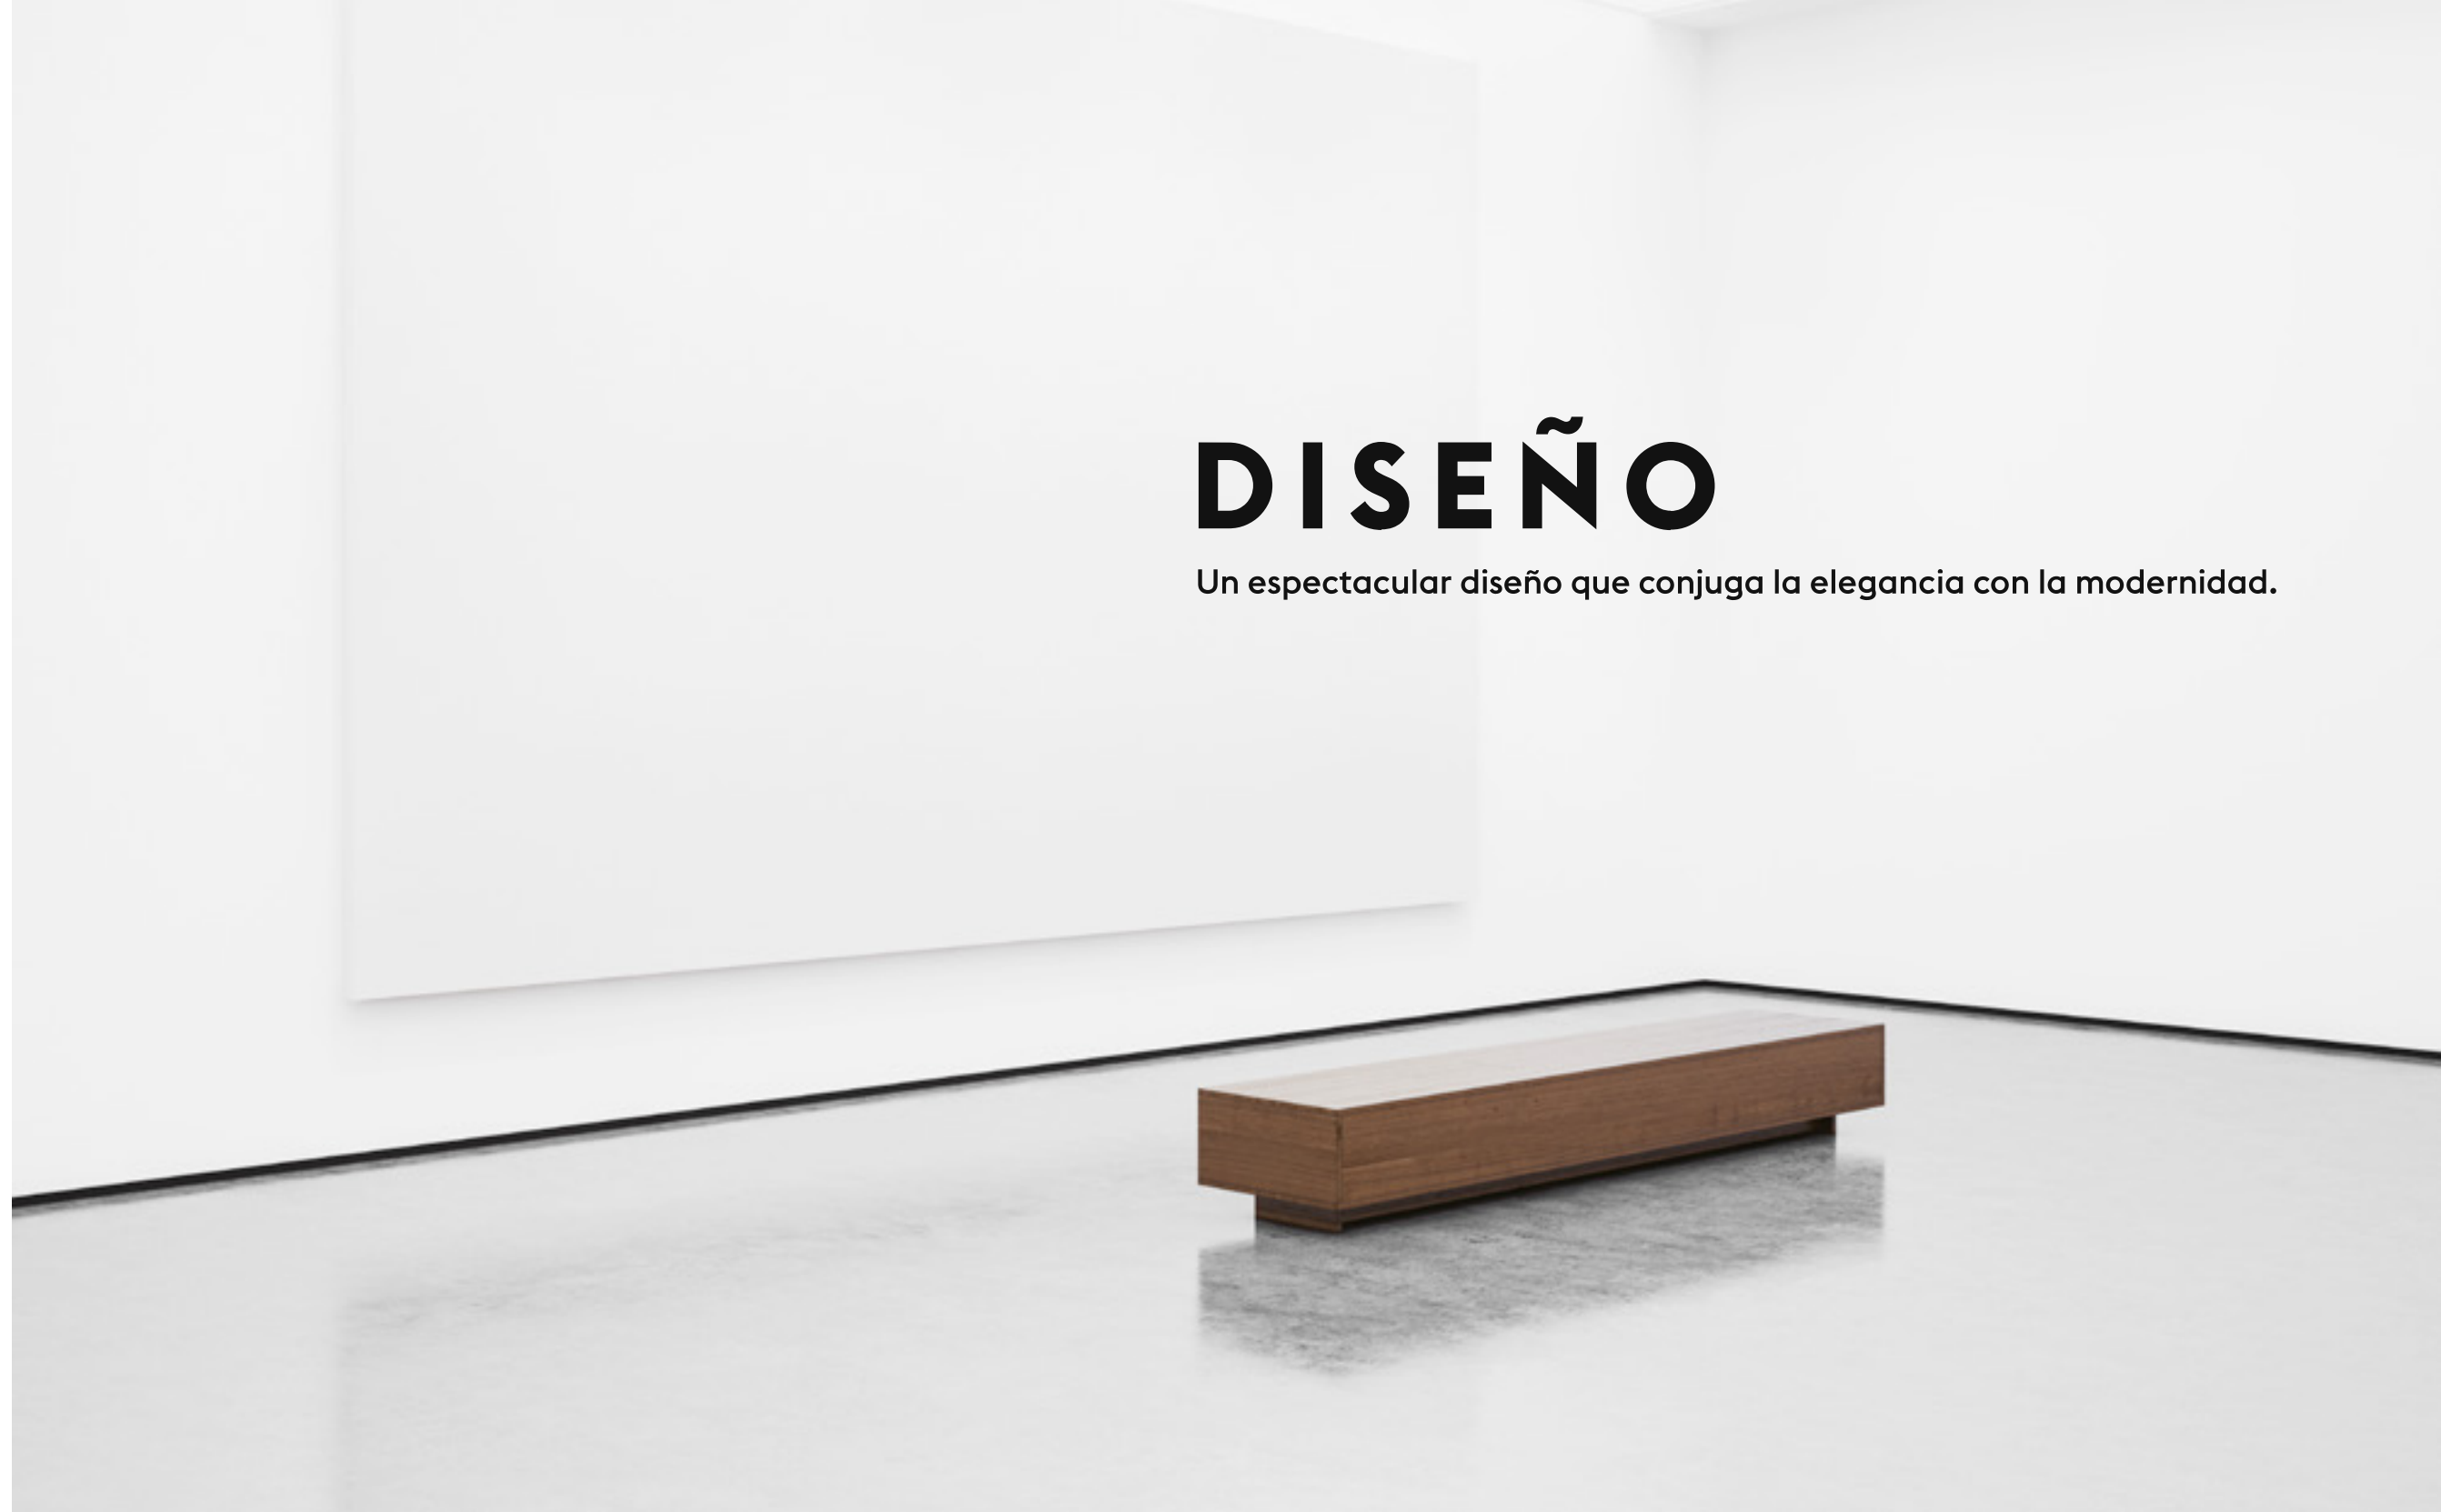 DISEÑO
Un espectacular diseño que conjuga la elegancia con la modernidad.